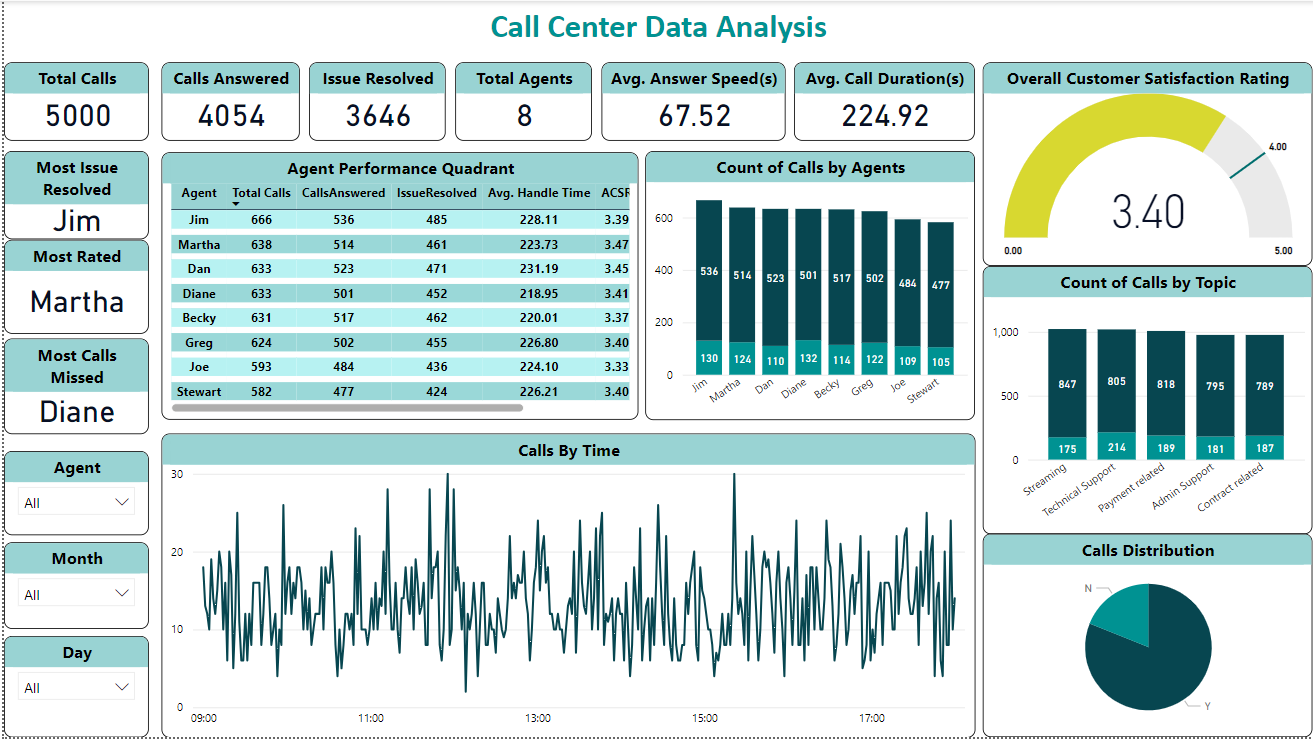 Call Center Data Analysis
Total Calls
5000
Calls Answered
4054
Issue Resolved
3646
Total Agents
8
Avg. Answer Speed(s)
67.52
Avg. Call Duration(s)
224.92
Overall Customer Satisfaction Rating
4.00
3.40
0.00
5.00
Most Issue
Resolved
Jim
Most Rated
Martha
Most Calls
Missed
Diane
Agent
All
Month
All
Day
All
Agent Performance Quadrant
Agent Total Calls CallsAnswered IssueResolved Avg. Handle Time ACSR
Jim 666 536 485 228.11 3.39
Martha 638 514 461 223.73 3.47
Dan 633 523 471 231.19 3.45
Diane 633 501 452 218.95 3.41
Becky 631 517 462 220.01 3.37
Greg 624 502 455 226.80 3.40
Joe 593 484 436 224.10 3.33
Stewart 582 477 424 226.21 3.40
Count of Calls by Agents
600
400
200
0
536 514 523 501 517 502 484 477
130 124 110 132 114 122 109 105
Jim Martha Dan Diane Becky Greg Joe Stewart
Count of Calls by Topic
1,000
500
0
847 805 818 795 789
175 214 189 181 187
Streaming Technical Support Payment related Admin Support Contract related
Calls By Time
30
20
10
0
09:00 11:00 13:00 15:00 17:00
Calls Distribution
N
Y